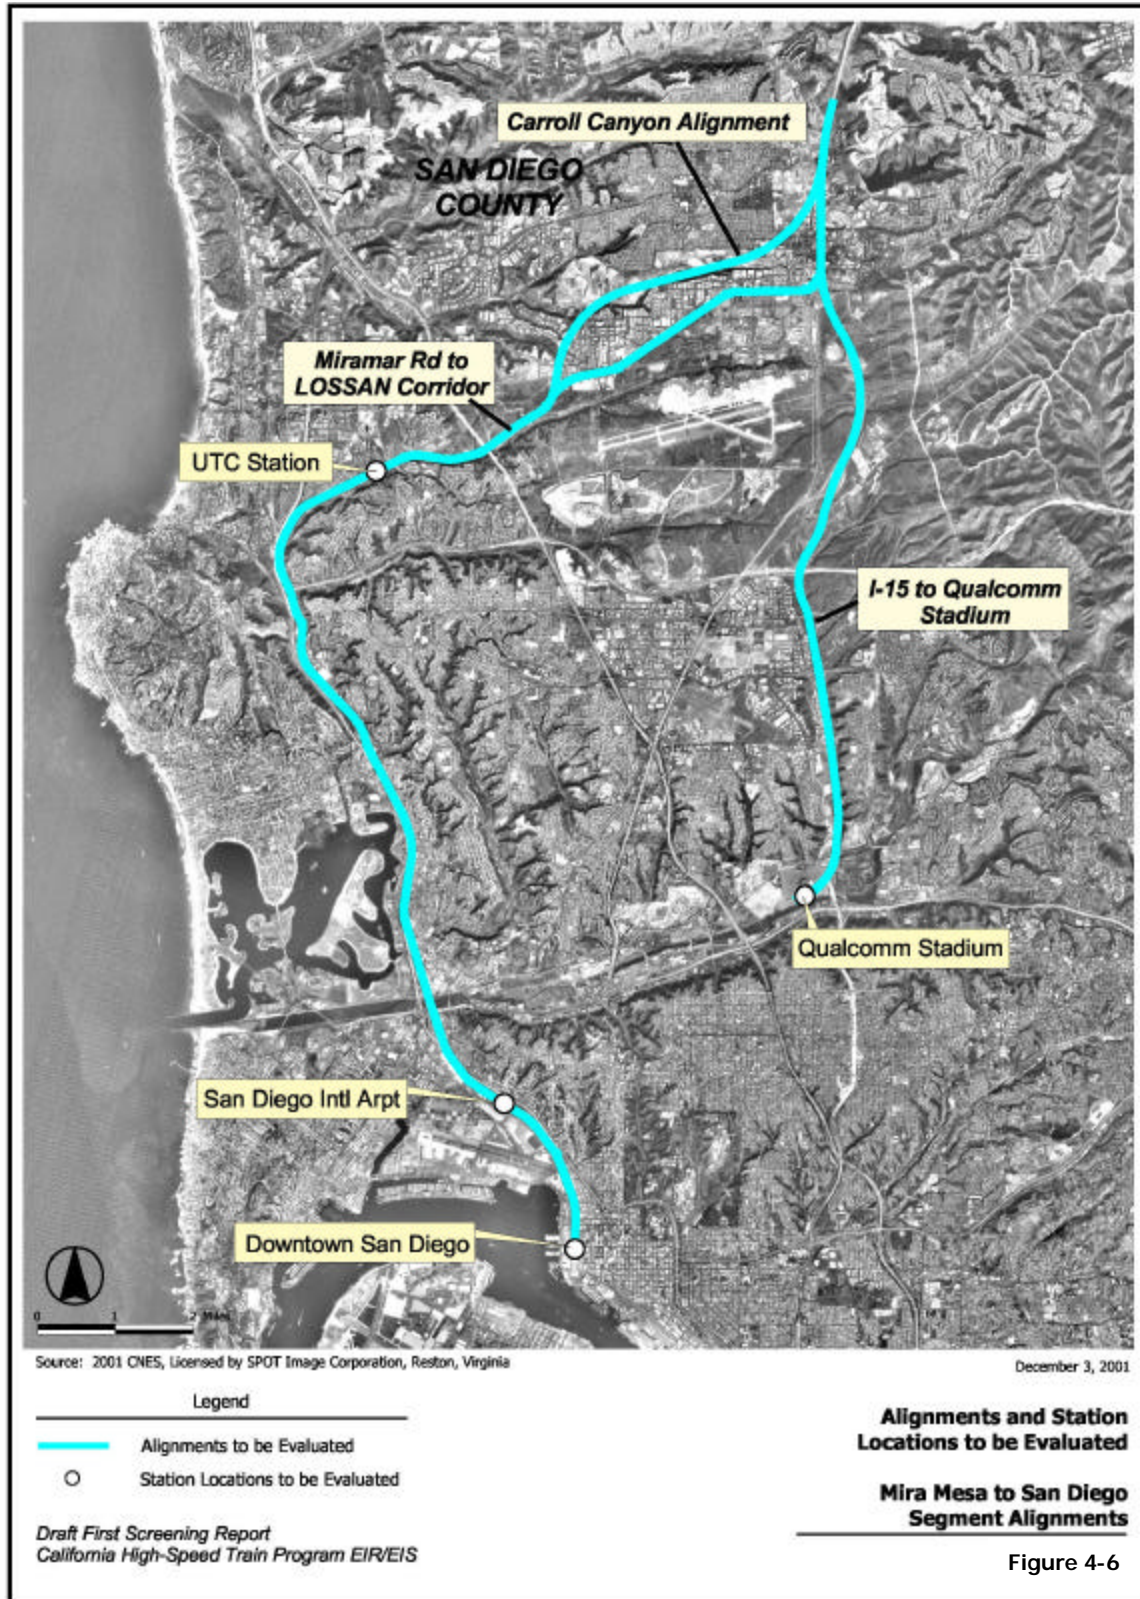 Carroll Canyon Alignment
SAN DIEGO
COUNTY
Miramar Rd to
LOSSAN Corridor
UTC Station
I-15 to Qualcomm
Stadium
Qualcomm Stadium
San Diego Intl Arpt
Downtown San Diego
0 1 2 Miles
Source: 2001 CNES, Licensed by SPOT Image Corporation, Reston, Virginia
December 3, 2001
Legend
Alignments to be Evaluated
Station Locations to be Evaluated
Alignments and Station
Locations to be Evaluated
Mira Mesa to San Diego
Segment Alignments
Draft First Screening Report
California High-Speed Train Program EIR/EIS
Figure 4-6